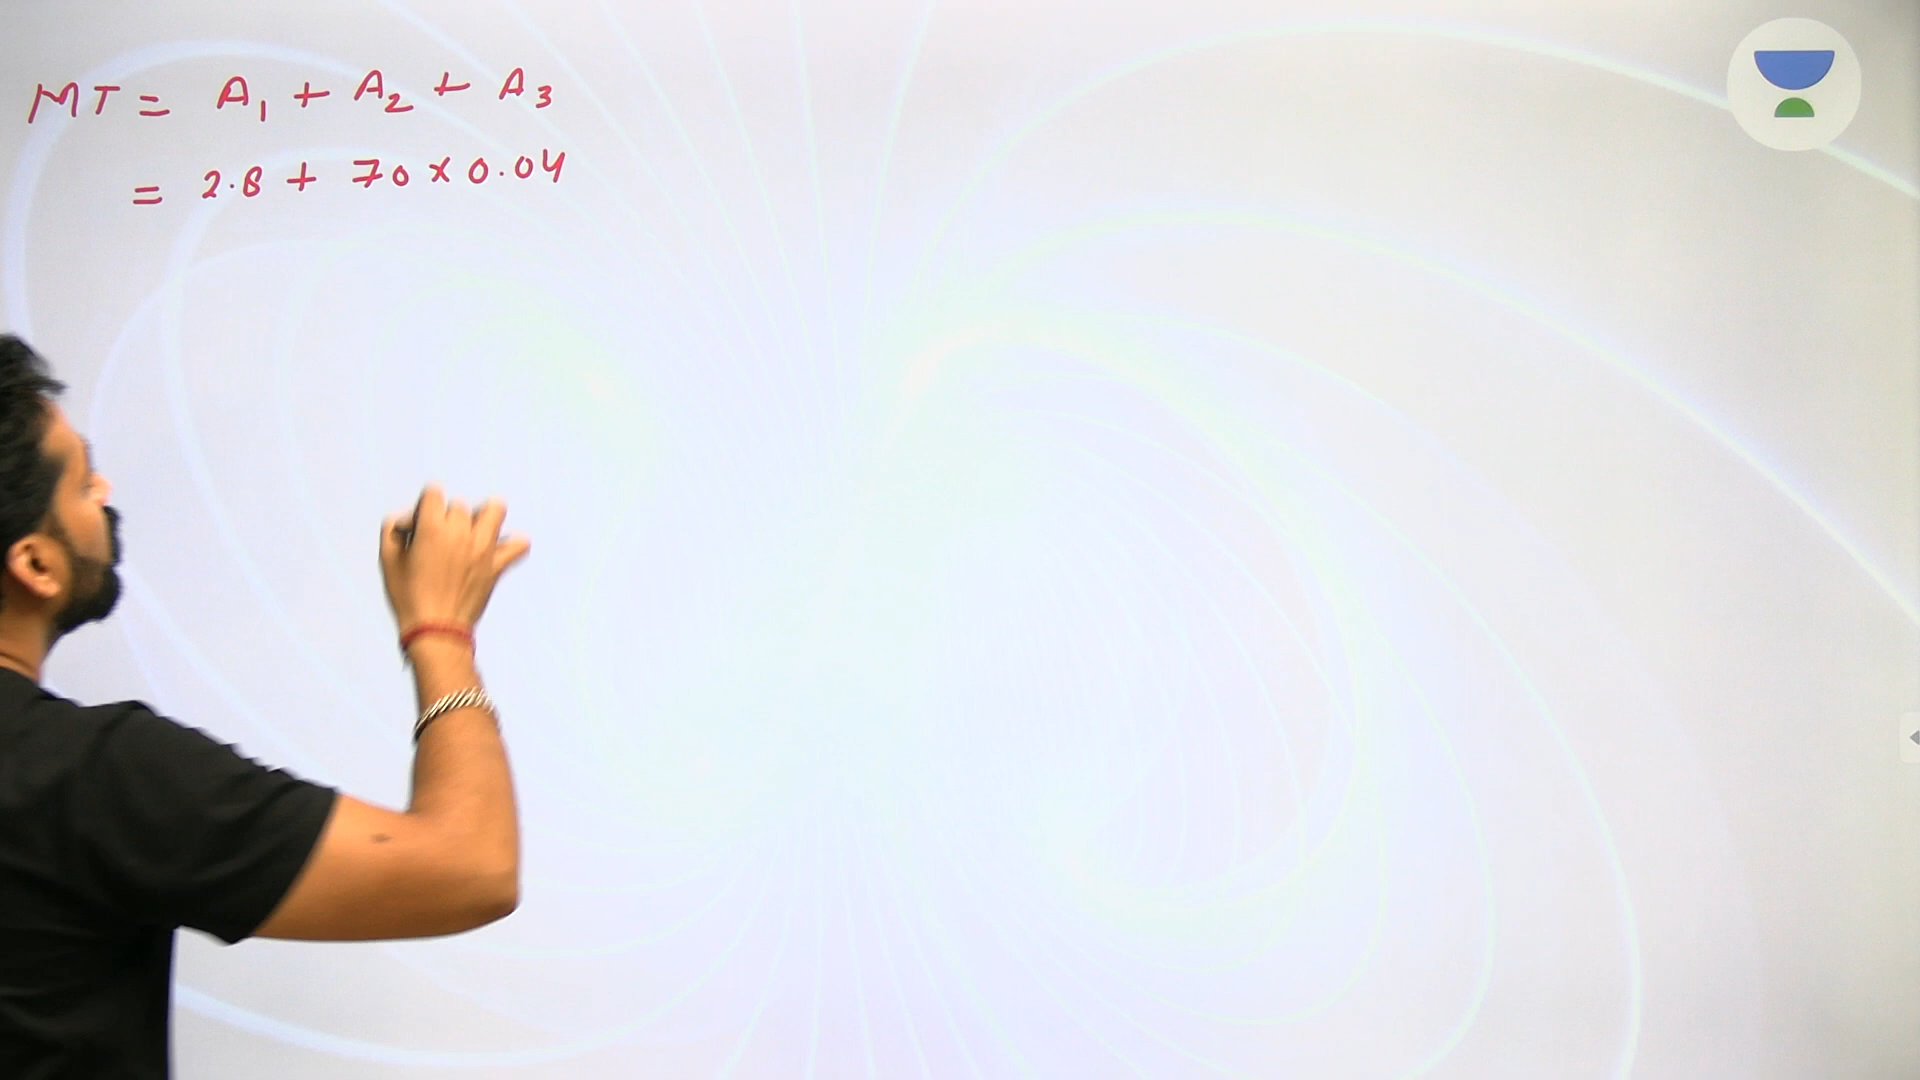 MT = A₁ + A₂ + A₃
= 2.8 + 70 × 0.04